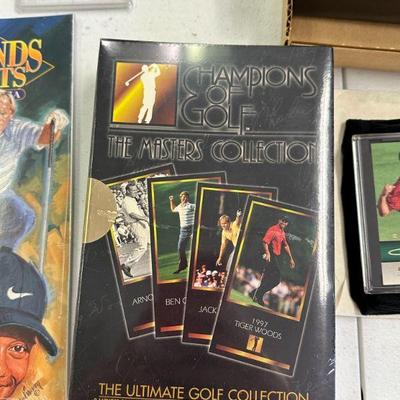 NDS
TS
CHAMPIONS
OF
GOLF
THE MASTERS COLLECTION
ARNO
BEN C
JACK
1997
TIGER WOODS
THE ULTIMATE GOLF COLLECTION